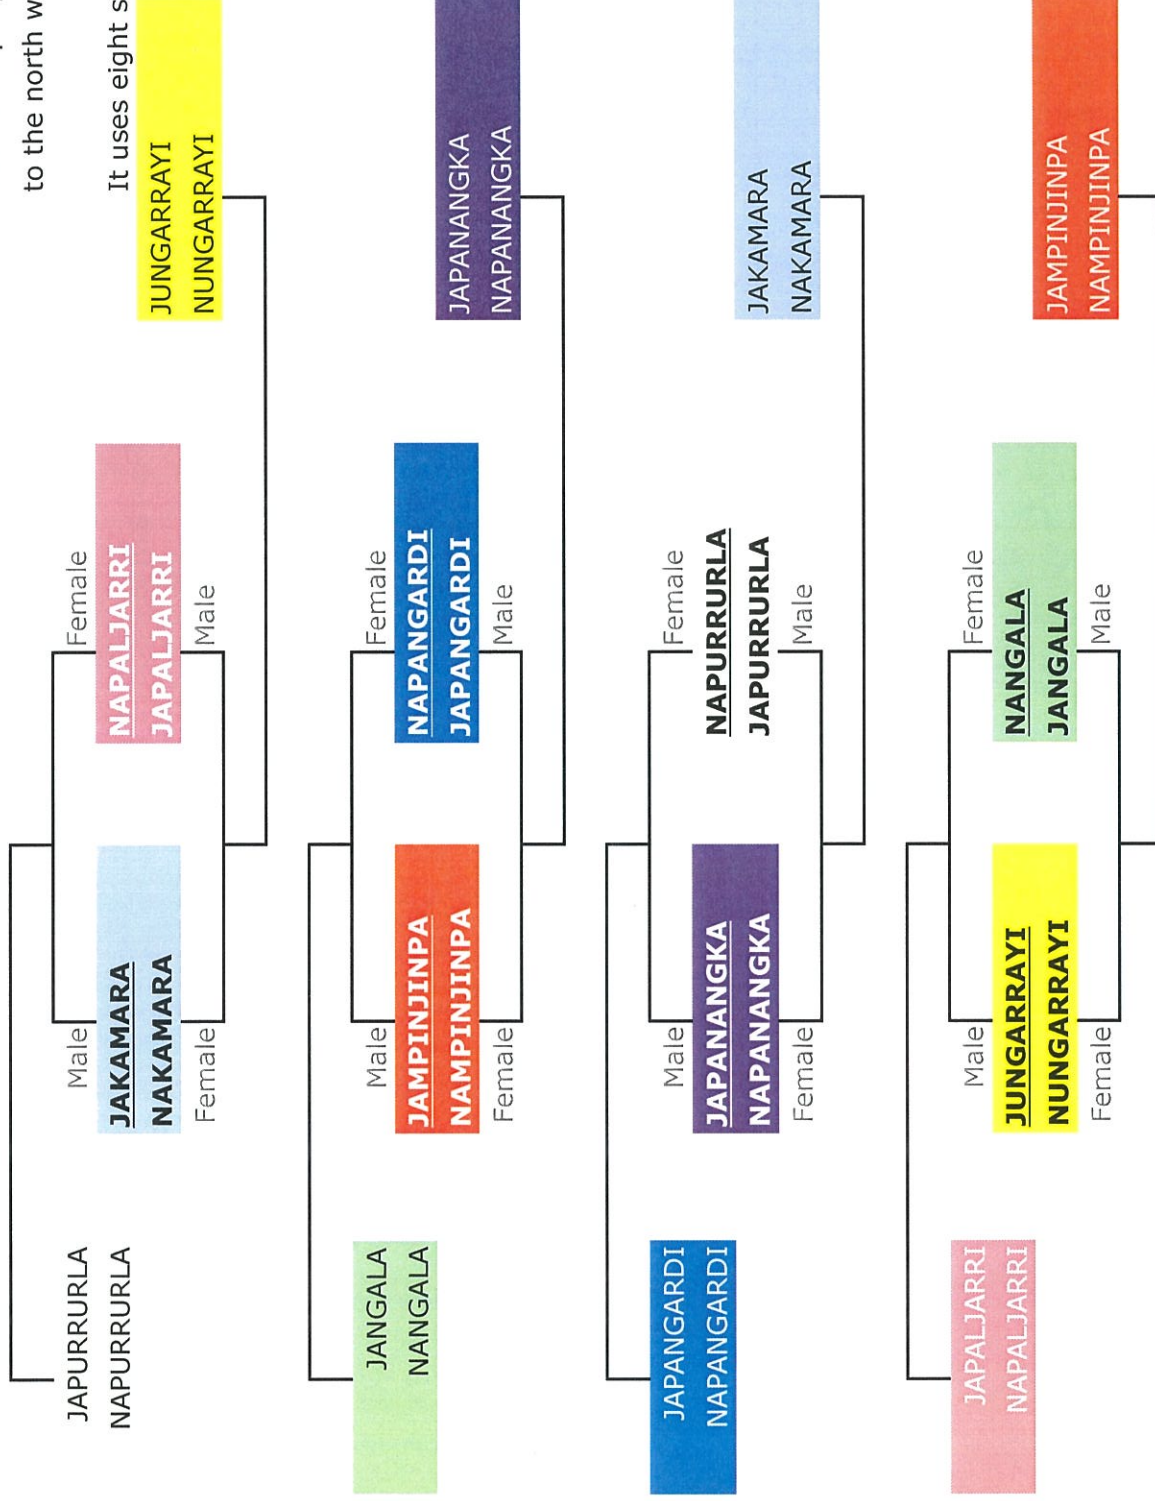 to the north w
It uses eight s
JUNGARRAYI
NUNGARRAYI
Female
NAPALJARRI
JAPALJARRI
Male
Male
JAKAMARA
NAKAMARA
Female
JAPURRURLA
NAPURRURLA
JAPANANGKA
NAPANANGKA
Female
NAPANGARDI
JAPANGARDI
Male
Male
JAMPINJINPA
NAMPINJINPA
Female
JANGALA
NANGALA
JAKAMARA
NAKAMARA
Female
NAPURRURLA
JAPURRURLA
Male
Male
JAPANANGKA
NAPANANGKA
Female
JAPANGARDI
NAPANGARDI
JAMPINJINPA
NAMPINJINPA
Female
NANGALA
JANGALA
Male
Male
JUNGARRAYI
NUNGARRAYI
Female
JAPALJARRI
NAPALJARRI